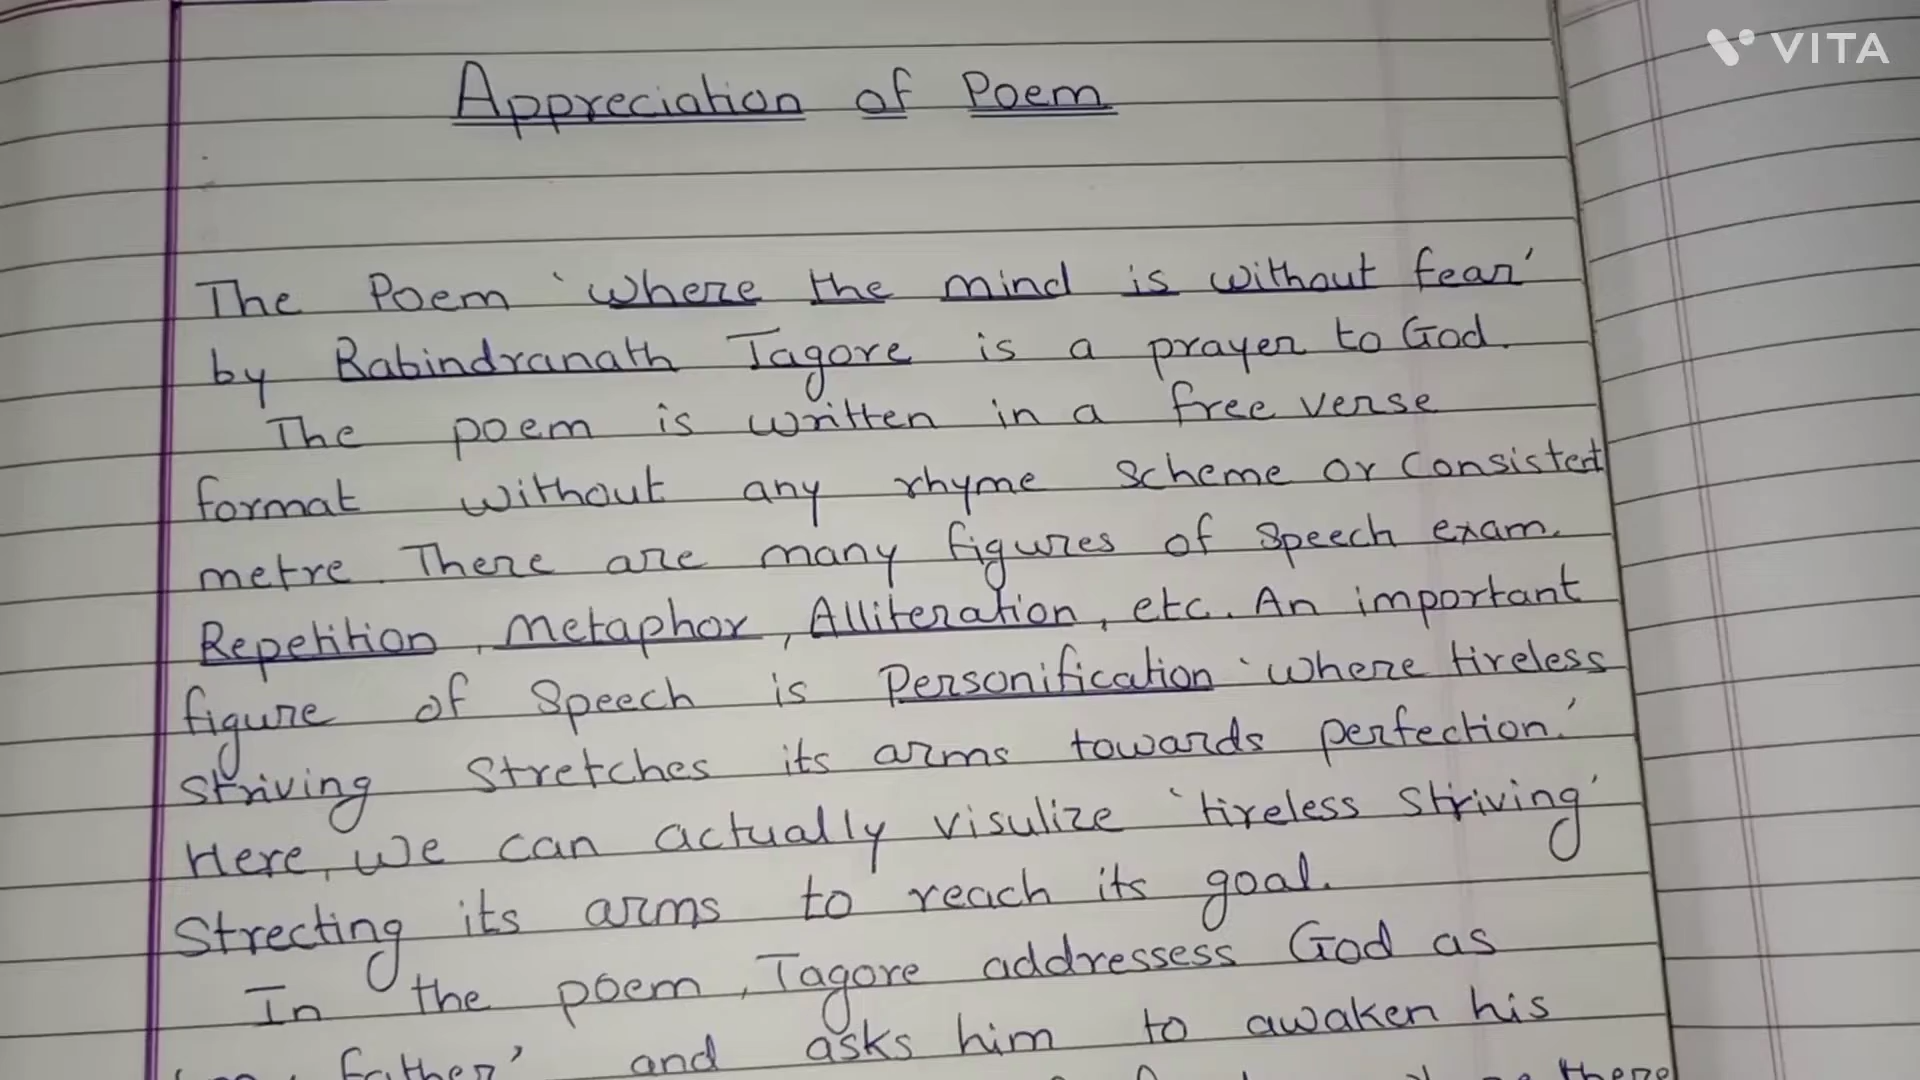 VITA
Appreciation of Poem
The Poem 'where the mind is without fear'
by Rabindranath Tagore is a prayer to God.
The poem is written in a free verse
format without any rhyme scheme or consistent
metre. There are many figures of speech exam.
Repetition, Metaphor, Alliteration, etc. An important
figure of speech is Personification 'where tireless
striving stretches its arms towards perfection.'
Here, we can actually visulize 'tireless striving'
Strecting its arms to reach its goal.
In the poem, Tagore addressess God as
father' and asks him to awaken his
there